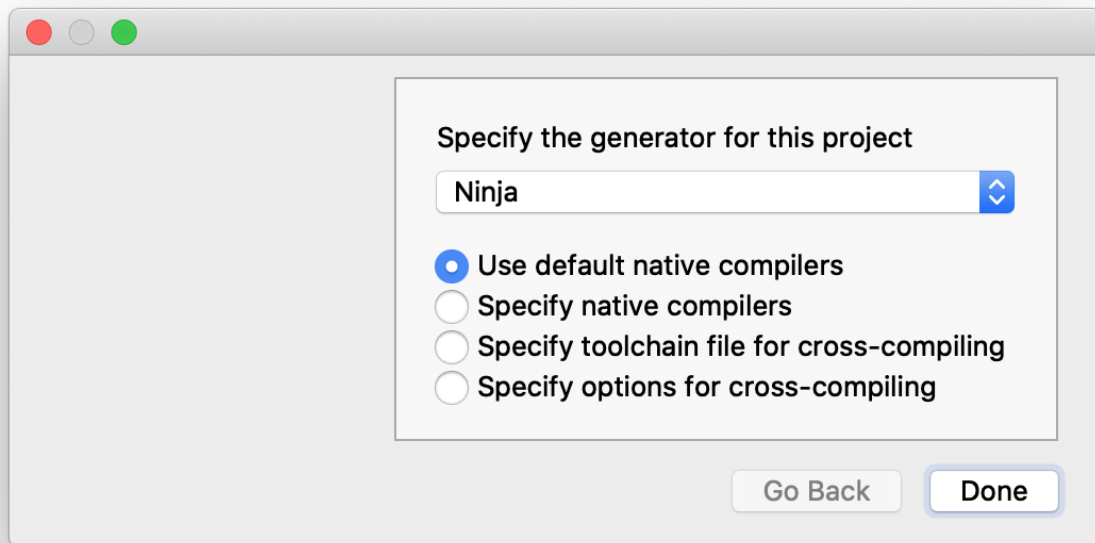 Specify the generator for this project
Ninja
Use default native compilers
Specify native compilers
Specify toolchain file for cross-compiling
Specify options for cross-compiling
Go Back
Done